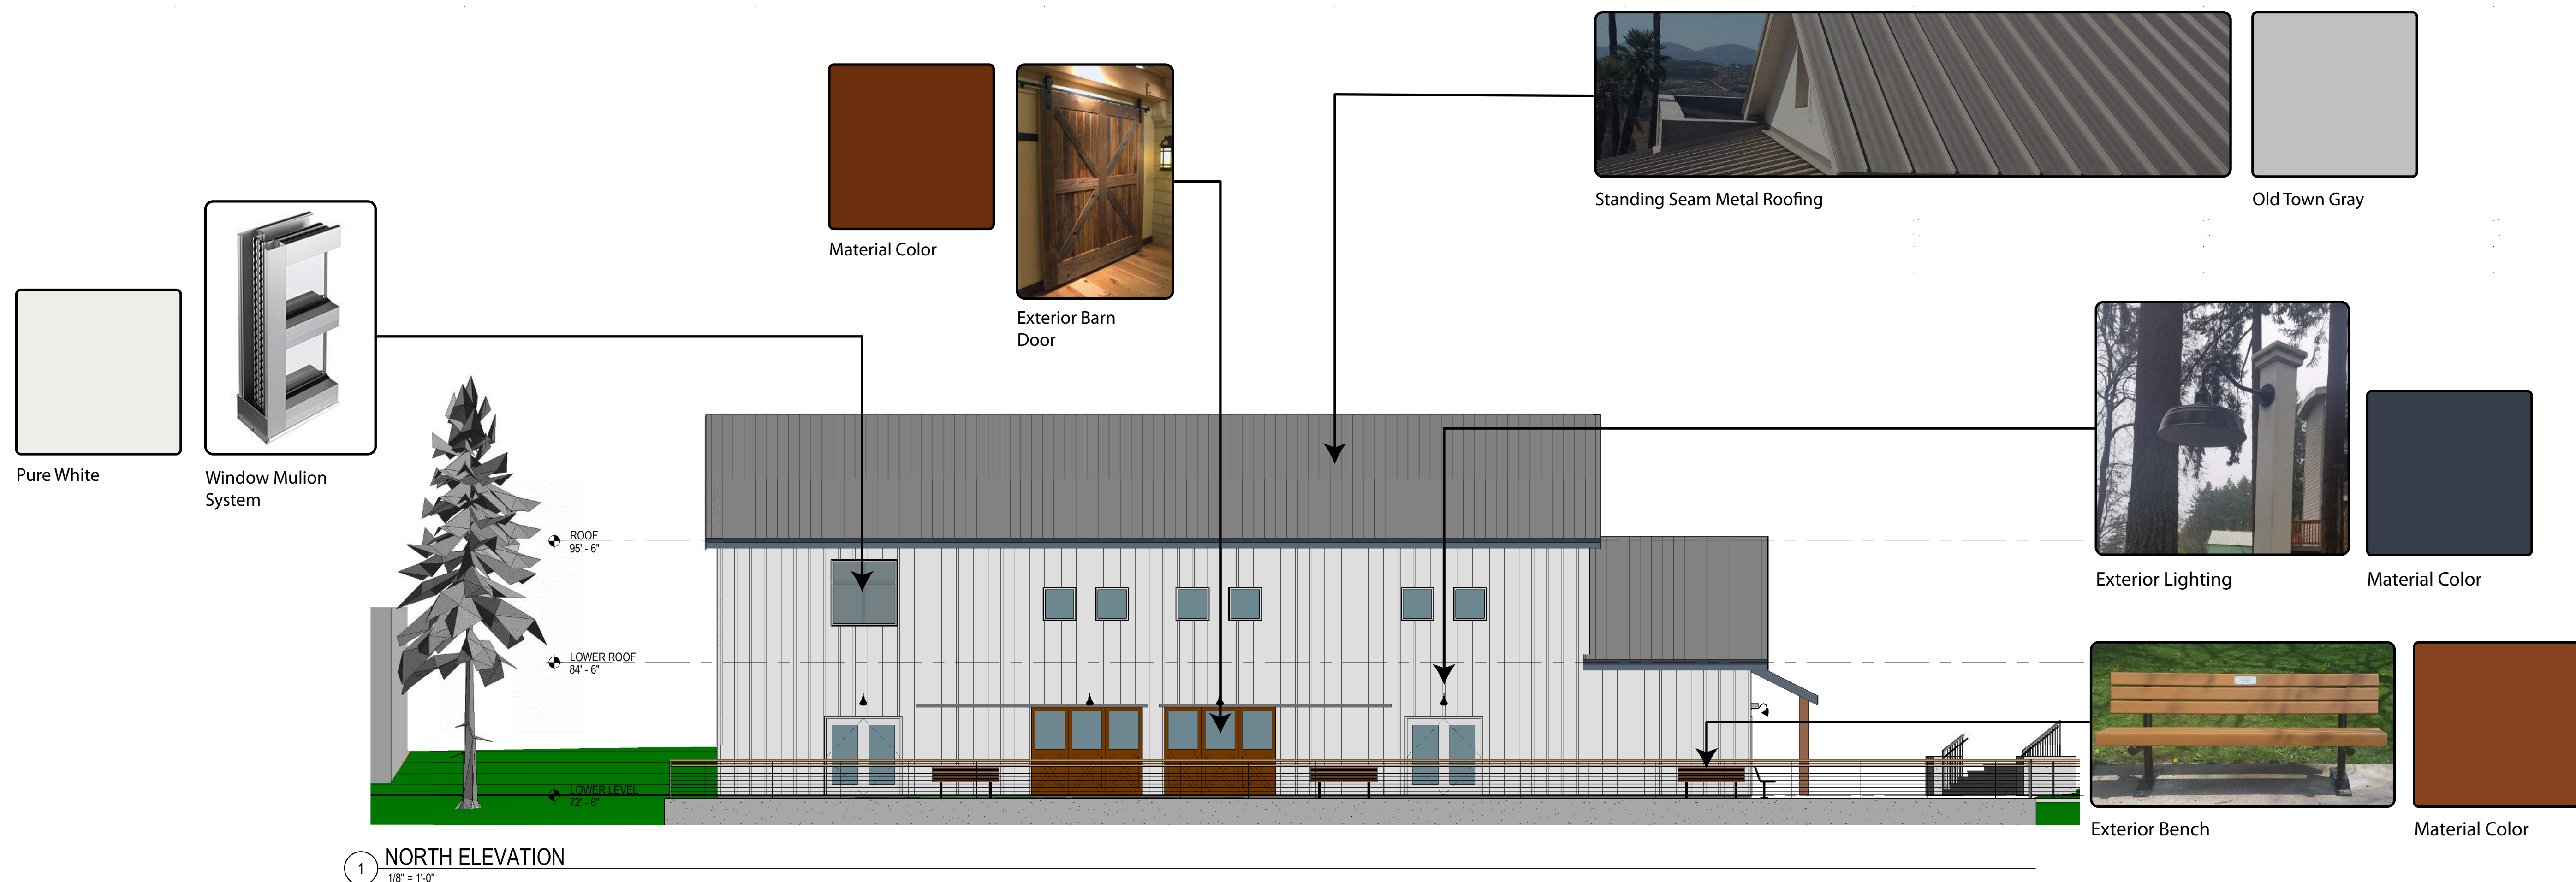 Standing Seam Metal Roofing
Old Town Gray
Material Color
Exterior Barn
Door
Pure White
Window Mulion
System
Exterior Lighting
Material Color
ROOF
95' - 6"
LOWER ROOF
84' - 6"
LOWER LEVEL
72' - 6"
Exterior Bench
Material Color
1
NORTH ELEVATION
1/8" = 1'-0"